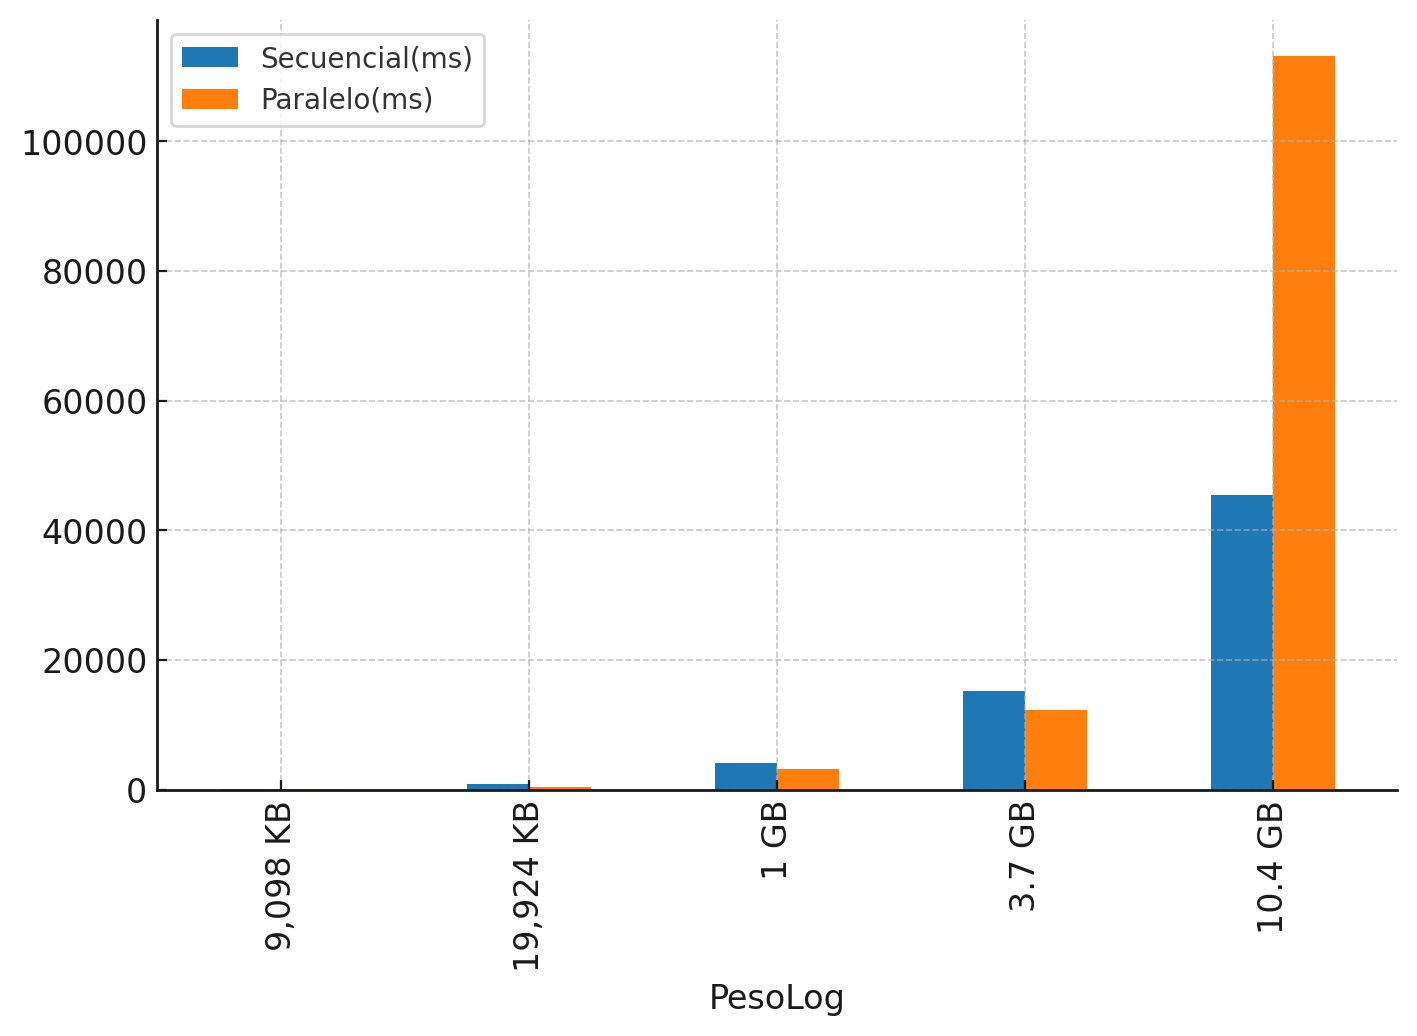 Secuencial(ms)
Paralelo(ms)
100000
80000
60000
40000
20000
0
9,098 KB
19,924 KB
1 GB
3.7 GB
10.4 GB
PesoLog